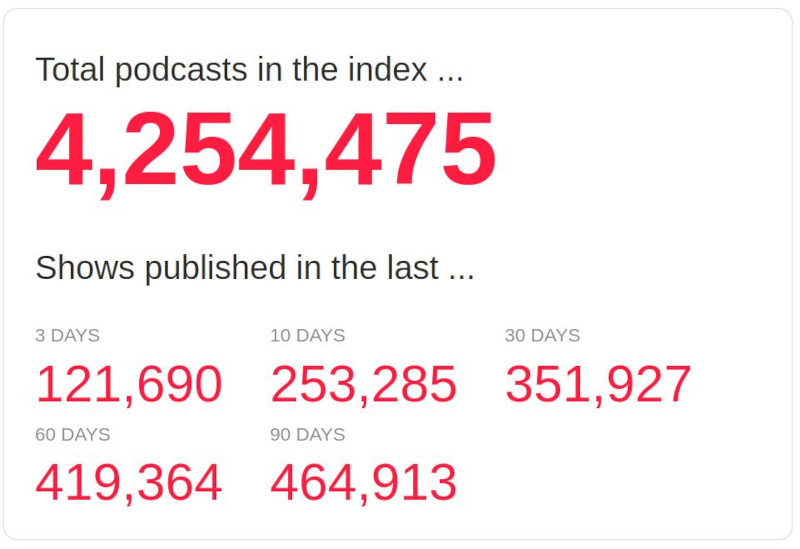 Total podcasts in the index ...
4,254,475
Shows published in the last ...
3 DAYS 10 DAYS 30 DAYS
121,690 253,285 351,927
60 DAYS 90 DAYS
419,364 464,913